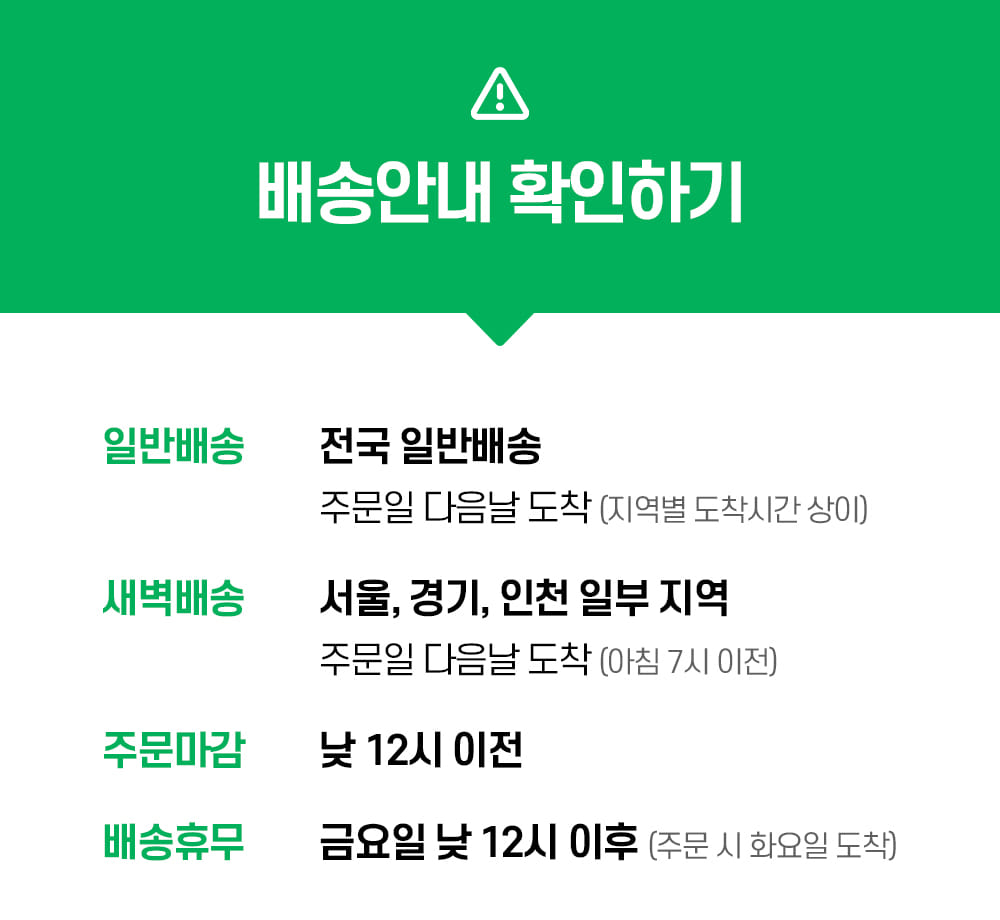 배송안내 확인하기
일반배송 전국 일반배송
주문일 다음날 도착 (지역별 도착시간 상이)
새벽배송 서울, 경기, 인천 일부 지역
주문일 다음날 도착 (아침 7시 이전)
주문마감 낮 12시 이전
배송휴무 금요일 낮 12시 이후 (주문 시 화요일 도착)